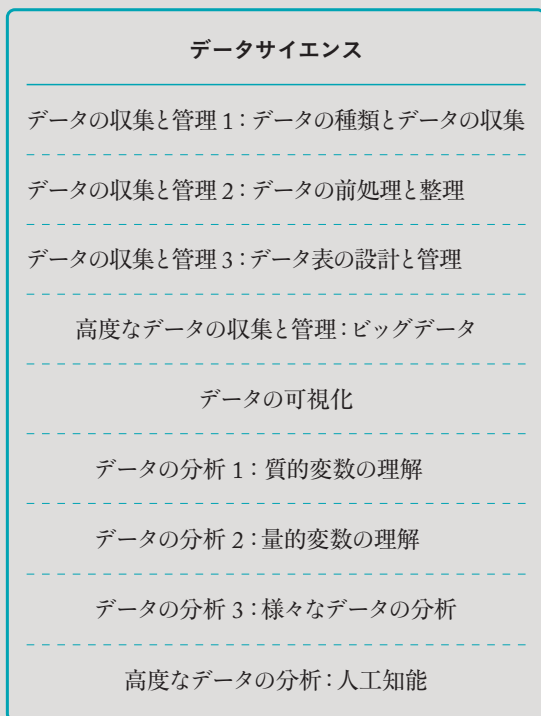 データサイエンス
データの収集と管理 1：データの種類とデータの収集
データの収集と管理 2：データの前処理と整理
データの収集と管理 3：データ表の設計と管理
高度なデータの収集と管理：ビッグデータ
データの可視化
データの分析 1：質的変数の理解
データの分析 2：量的変数の理解
データの分析 3：様々なデータの分析
高度なデータの分析：人工知能